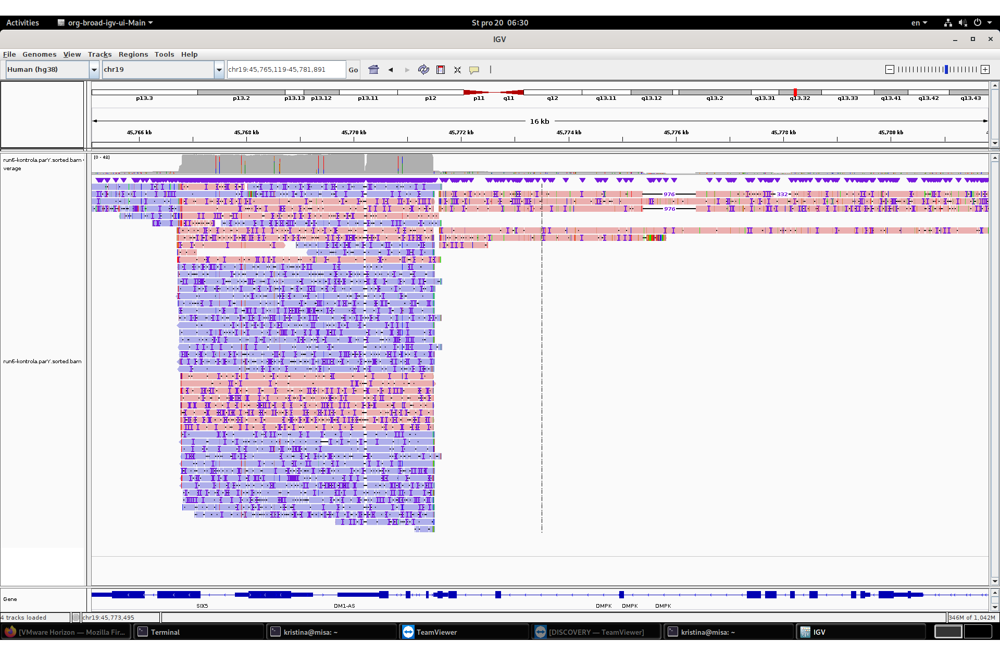 Activities org-broad-igv-ui-Main St pro 20 06:30 en
IGV
File Genomes View Tracks Regions Tools Help
Human (hg38) chr19 chr19:45,765,119-45,781,891 Go
p13.3 p13.2 p13.13 p13.12 p13.11 p12 p11 q11 q12 q13.11 q13.12 q13.2 q13.31 q13.32 q13.33 q13.41 q13.42 q13.43
16 kb
45,766 kb 45,768 kb 45,770 kb 45,772 kb 45,774 kb 45,776 kb 45,778 kb 45,780 kb
[0 - 48]
run6-kontrola.parY.sorted.bam
verage
976 332
976
run6-kontrola.parY.sorted.bam
Gene
SIX5 DM1-AS DMPK DMPK DMPK
4 tracks loaded chr19:45,773,495 346M of 1,042M
[VMware Horizon — Mozilla Fir... Terminal kristina@misa: ~ TeamViewer [DISCOVERY — TeamViewer] kristina@misa: ~ IGV